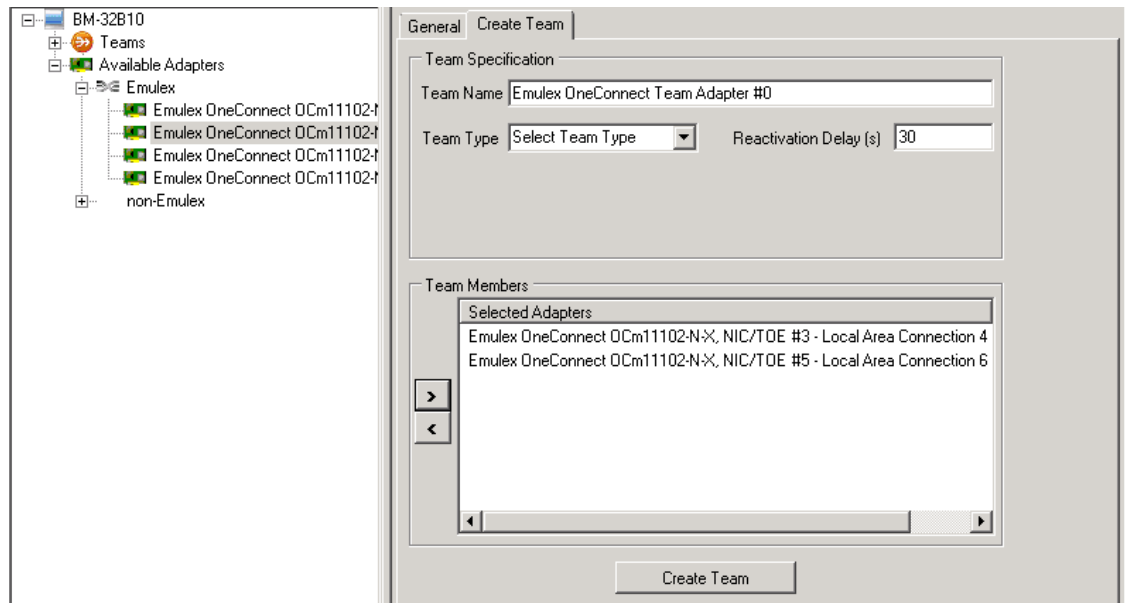 BM-32B10
Teams
Available Adapters
Emulex
Emulex OneConnect OCm11102-N
Emulex OneConnect OCm11102-N
Emulex OneConnect OCm11102-N
Emulex OneConnect OCm11102-N
non-Emulex
General Create Team
Team Specification
Team Name Emulex OneConnect Team Adapter #0
Team Type Select Team Type Reactivation Delay (s) 30
Team Members
Selected Adapters
Emulex OneConnect OCm11102-N-X, NIC/TOE #3 - Local Area Connection 4
Emulex OneConnect OCm11102-N-X, NIC/TOE #5 - Local Area Connection 6
>
<
Create Team